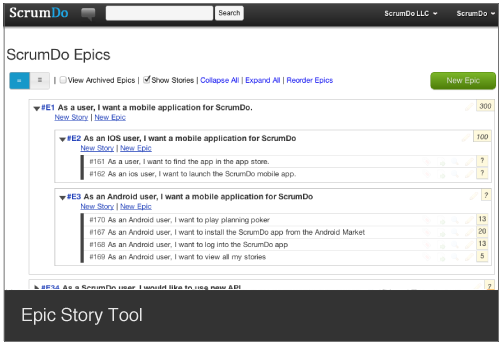 ScrumDo Search ScrumDo LLC ScrumDo
ScrumDo Epics
| View Archived Epics | Show Stories | Collapse All | Expand All | Reorder Epics New Epic
#E1 As a user, I want a mobile application for ScrumDo. 300
New Story | New Epic
#E2 As an IOS user, I want a mobile application for ScrumDo 100
New Story | New Epic
#161 As a user, I want to find the app in the app store. ?
#162 As an ios user, I want to launch the ScrumDo mobile app. ?
#E3 As an Android user, I want a mobile application for ScrumDo ?
New Story | New Epic
#170 As an Android user, I want to play planning poker 13
#167 As an Android user, I want to install the ScrumDo app from the Android Market 20
#168 As an Android user, I want to log into the ScrumDo app 13
#169 As an Android user, I want to view all my stories 5
#E34 As a ScrumDo user, I would like to use new API
Epic Story Tool